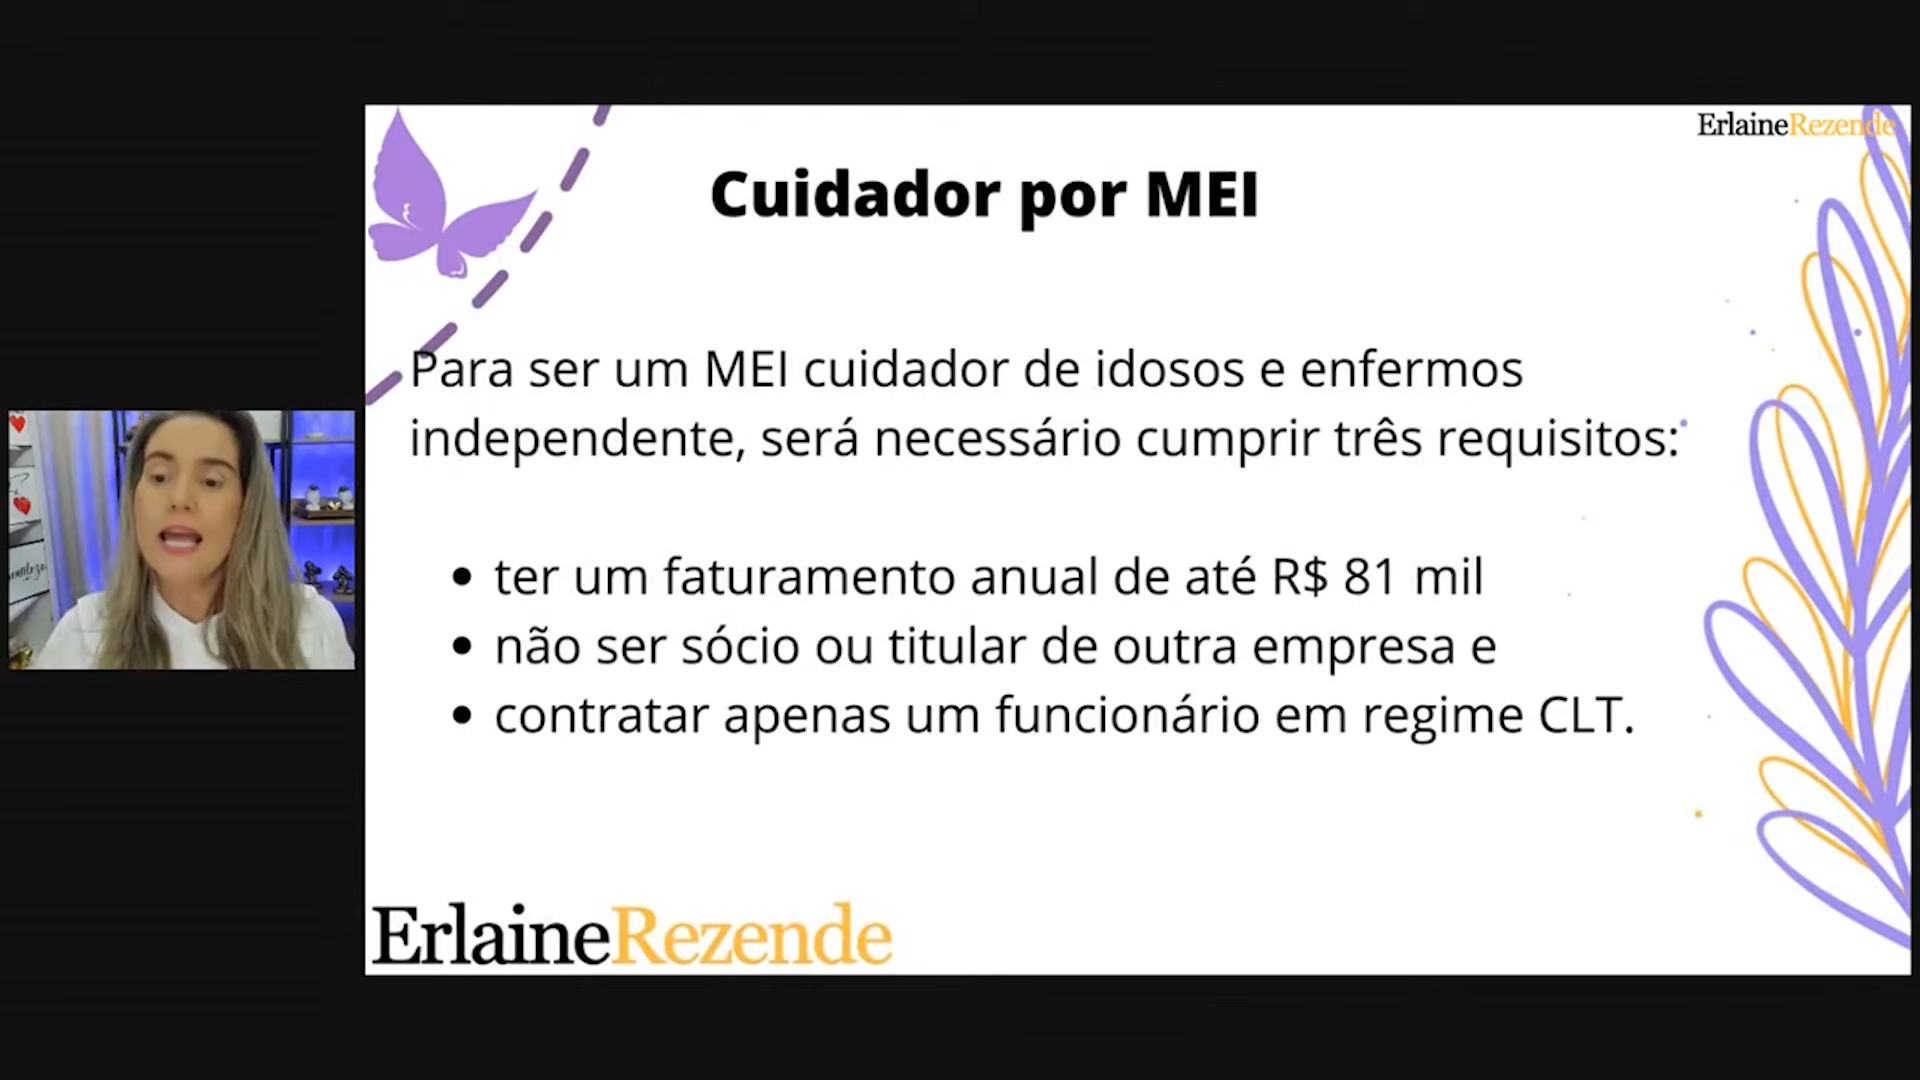 ErlaineRezende
Cuidador por MEI
Para ser um MEI cuidador de idosos e enfermos
independente, será necessário cumprir três requisitos:
• ter um faturamento anual de até R$ 81 mil
• não ser sócio ou titular de outra empresa e
• contratar apenas um funcionário em regime CLT.
ErlaineRezende